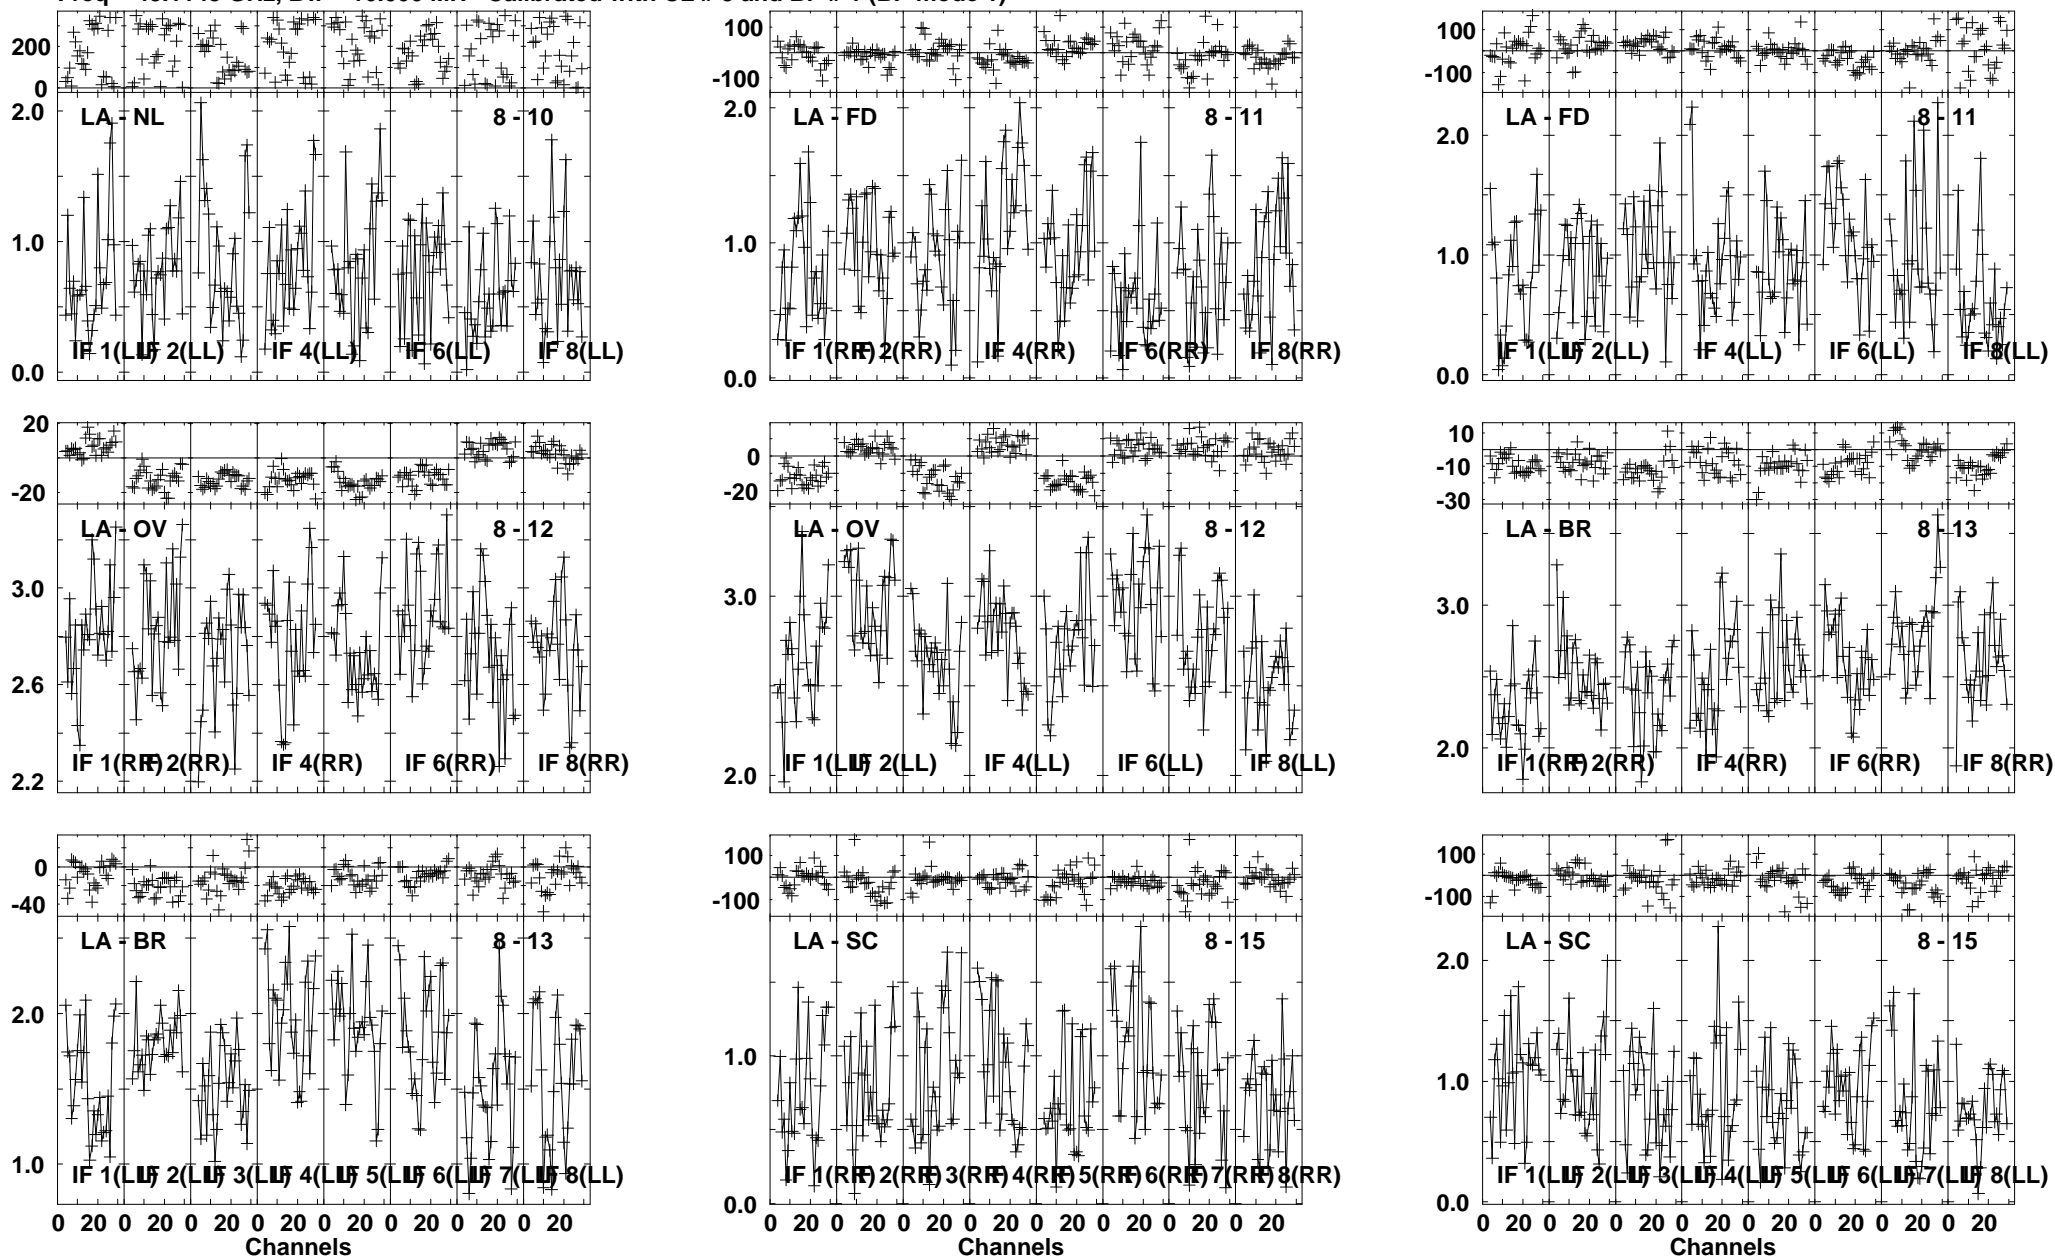 Freq = GHz, Bw = 16.000 MH Calibrated with CL # and BP # 1 (BP mode 1)
200
0
100
-100
100
-100
LA - NL 8 - 10
LA - FD 8 - 11
LA - FD 8 - 11
2.0
1.0
0.0
2.0
1.0
0.0
2.0
1.0
0.0
IF 1(LL) IF 2(LL) IF 4(LL) IF 6(LL) IF 8(LL)
IF 1(RR) IF 2(RR) IF 4(RR) IF 6(RR) IF 8(RR)
IF 1(LL) IF 2(LL) IF 4(LL) IF 6(LL) IF 8(LL)
20
-20
0
-20
10
-10
-30
LA - OV 8 - 12
LA - OV 8 - 12
LA - BR 8 - 13
3.0
2.6
2.2
3.0
2.0
3.0
2.0
IF 1(RR) IF 2(RR) IF 4(RR) IF 6(RR) IF 8(RR)
IF 1(LL) IF 2(LL) IF 4(LL) IF 6(LL) IF 8(LL)
IF 1(RR) IF 2(RR) IF 4(RR) IF 6(RR) IF 8(RR)
0
-40
100
-100
100
-100
LA - BR 8 - 13
LA - SC 8 - 15
LA - SC 8 - 15
2.0
1.0
1.0
0.0
2.0
1.0
0.0
IF 1(LL) IF 2(LL) IF 3(LL) IF 4(LL) IF 5(LL) IF 6(LL) IF 7(LL) IF 8(LL)
IF 1(RR) IF 2(RR) IF 3(RR) IF 4(RR) IF 5(RR) IF 6(RR) IF 7(RR) IF 8(RR)
IF 1(LL) IF 2(LL) IF 3(LL) IF 4(LL) IF 5(LL) IF 6(LL) IF 7(LL) IF 8(LL)
0 20 0 20 0 20 0 20 0 20 0 20 0 20 0 20
0 20 0 20 0 20 0 20 0 20 0 20 0 20 0 20
0 20 0 20 0 20 0 20 0 20 0 20 0 20 0 20
Channels
Channels
Channels